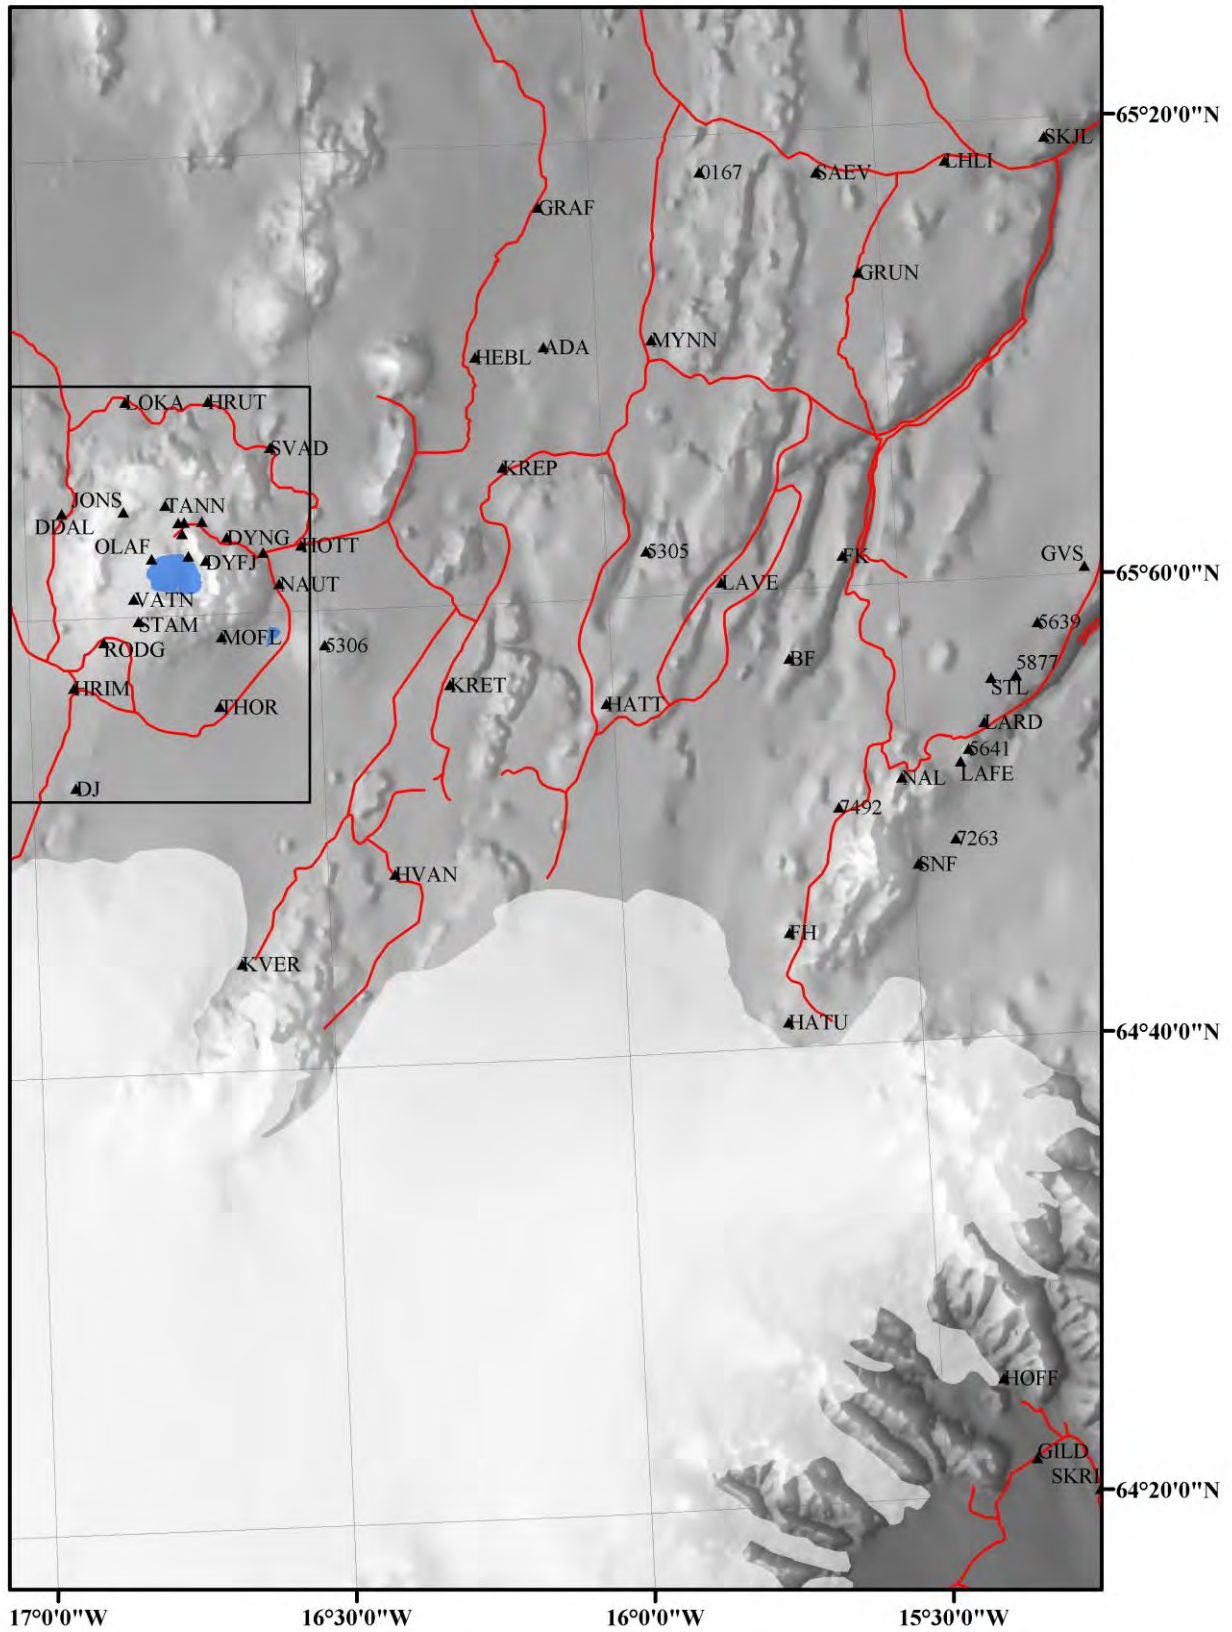 65°20'0"N
SKJL
LHLI
0167
SAEV
GRAF
GRUN
MYNN
ADA
HEBL
LOKA
HRUT
SVAD
KREP
JONS
TANN
DDAL
DYNG
HOTT
OLAF
5305
FK
GVS
DYFJ
65°60'0"N
NAUT
LAVE
VATN
STAM
5639
MOFL
5306
RODG
BF
5877
STL
HRIM
KRET
HATT
THOR
LARD
5641
LAFE
NAL
DJ
7492
7263
SNF
HVAN
FH
KVER
HATU
64°40'0"N
HOFF
GILD
SKRI
64°20'0"N
17°0'0"W
16°30'0"W
16°0'0"W
15°30'0"W